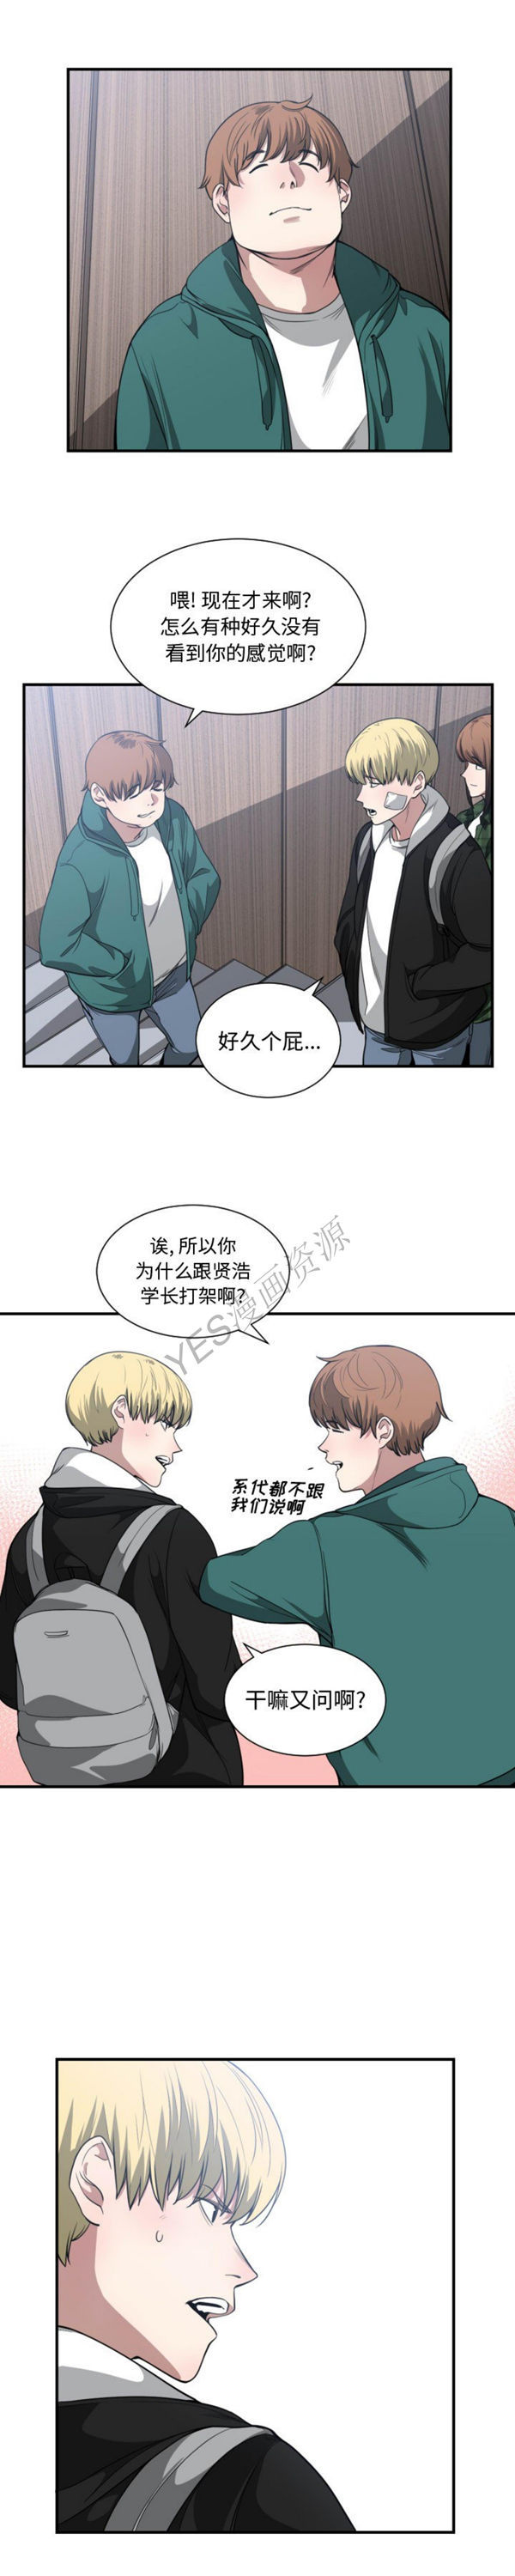 喂! 现在才来啊?
怎么有种好久没有
看到你的感觉啊?
好久个屁...
诶, 所以你
为什么跟贤浩
学长打架啊?
YES漫画资源
系代都不跟
我们说啊
干嘛又问啊?